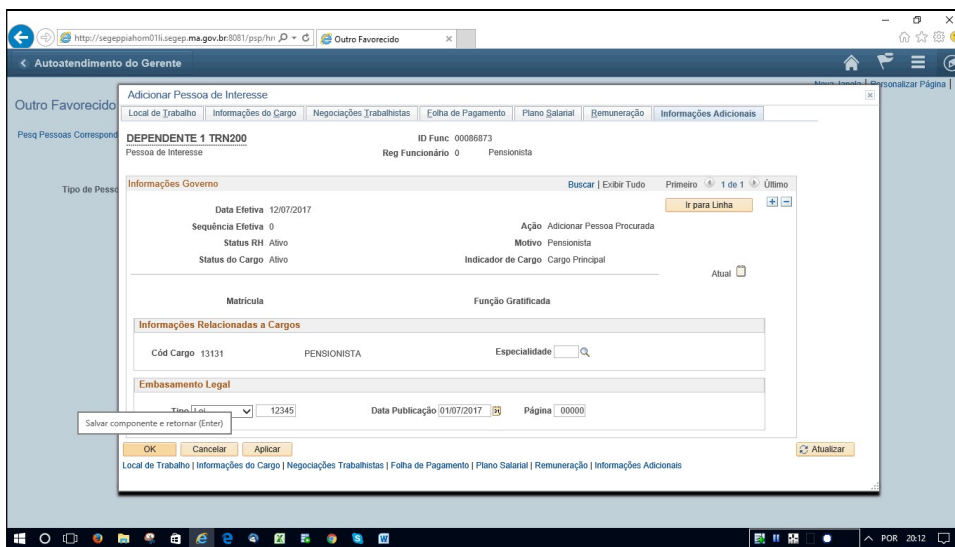 http://segeppiahom01li.segep.ma.gov.br:8081/psp/hri
Outro Favorecido
Autoatendimento do Gerente
Nova Janela | Personalizar Página |
Outro Favorecido
Pesq Pessoas Correspond
Tipo de Pesso
Adicionar Pessoa de Interesse
Local de Trabalho Informações do Cargo Negociações Trabalhistas Folha de Pagamento Plano Salarial Remuneração Informações Adicionais
DEPENDENTE 1 TRN200 ID Func 00086873
Pessoa de Interesse Reg Funcionário 0 Pensionista
Informações Governo Buscar | Exibir Tudo Primeiro 1 de 1 Último
Data Efetiva 12/07/2017 Ir para Linha
Sequência Efetiva 0 Ação Adicionar Pessoa Procurada
Status RH Ativo Motivo Pensionista
Status do Cargo Ativo Indicador de Cargo Cargo Principal
Atual
Matrícula Função Gratificada
Informações Relacionadas a Cargos
Cód Cargo 13131 PENSIONISTA Especialidade
Embasamento Legal
Tipo Lei 12345 Data Publicação 01/07/2017 Página 00000
Salvar componente e retornar (Enter)
OK Cancelar Aplicar Atualizar
Local de Trabalho | Informações do Cargo | Negociações Trabalhistas | Folha de Pagamento | Plano Salarial | Remuneração | Informações Adicionais
POR 20:12